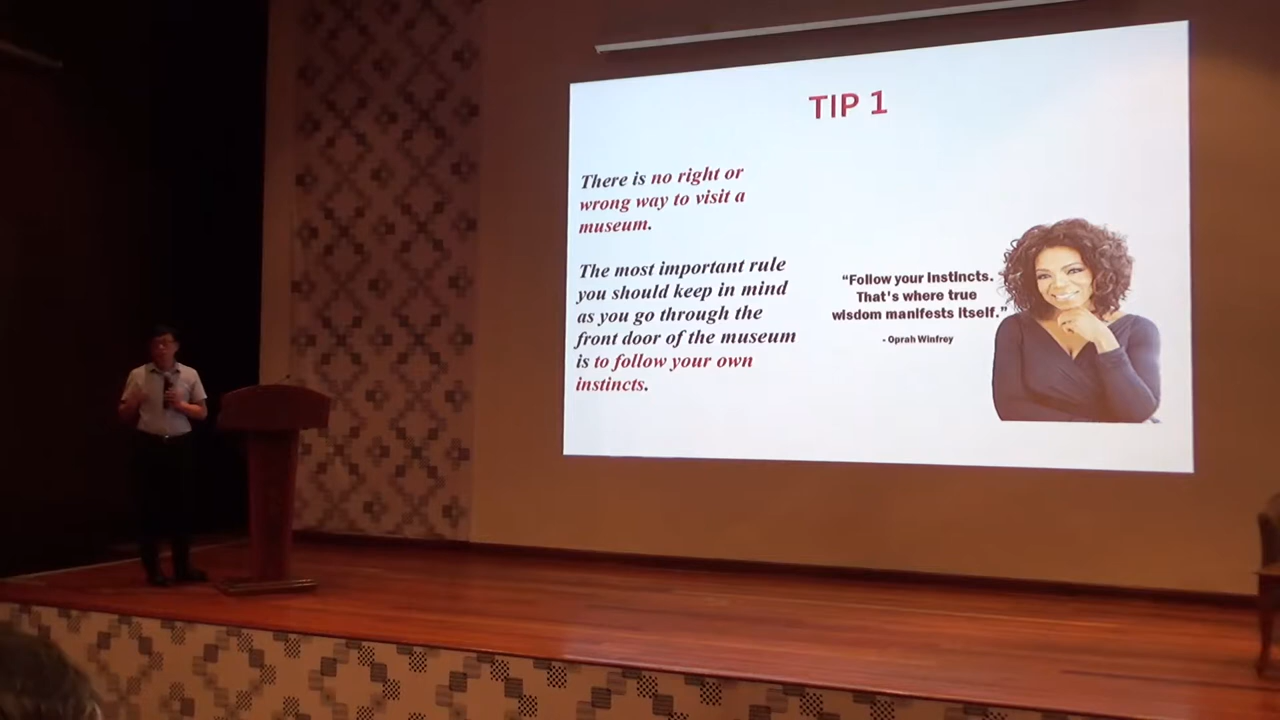 TIP 1
There is no right or
wrong way to visit a
museum.
The most important rule
you should keep in mind
as you go through the
front door of the museum
is to follow your own
instincts.
“Follow your instincts.
That's where true
wisdom manifests itself.”
- Oprah Winfrey